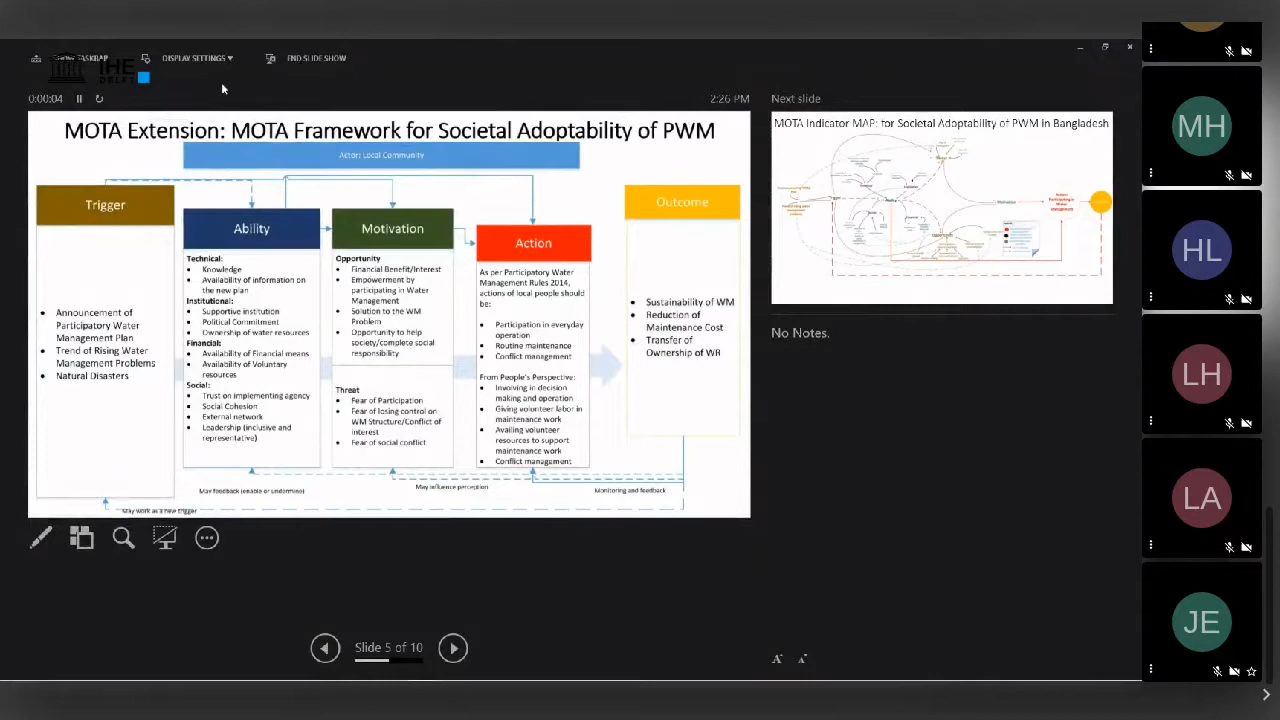 DISPLAY SETTINGS ▾
END SLIDE SHOW
IHE
DELFT
0:00:04
2:26 PM
MOTA Extension: MOTA Framework for Societal Adoptability of PWM
Actor: Local Community
Trigger
Announcement of
Participatory Water
Management Plan
Trend of Rising Water
Management Problems
Natural Disasters
Ability
Technical:
Knowledge
Availability of information on
the new plan
Institutional:
Supportive institution
Political Commitment
Ownership of water resources
Financial:
Availability of Financial means
Availability of Voluntary
resources
Social:
Trust on implementing agency
Social Cohesion
External network
Leadership (inclusive and
representative)
Motivation
Opportunity
Financial Benefit/Interest
Empowerment by
participating in Water
Management
Solution to the WM
Problem
Opportunity to help
society/complete social
responsibility
Threat
Fear of Participation
Fear of losing control on
WM Structure/Conflict of
interest
Fear of social conflict
Action
As per Participatory Water
Management Rules 2014,
actions of local people should
be:
Participation in everyday
operation
Routine maintenance
Conflict management
From People's Perspective:
Involving in decision
making and operation
Giving volunteer labor in
maintenance work
Availing volunteer
resources to support
maintenance work
Conflict management
Outcome
Sustainability of WM
Reduction of
Maintenance Cost
Transfer of
Ownership of WR
May feedback (enable or undermine)
May influence perception
Monitoring and feedback
May work as a new trigger
Slide 5 of 10
Next slide
MOTA Indicator MAP: for Societal Adoptability of PWM in Bangladesh
No Notes.
A A
MH
HL
LH
LA
JE